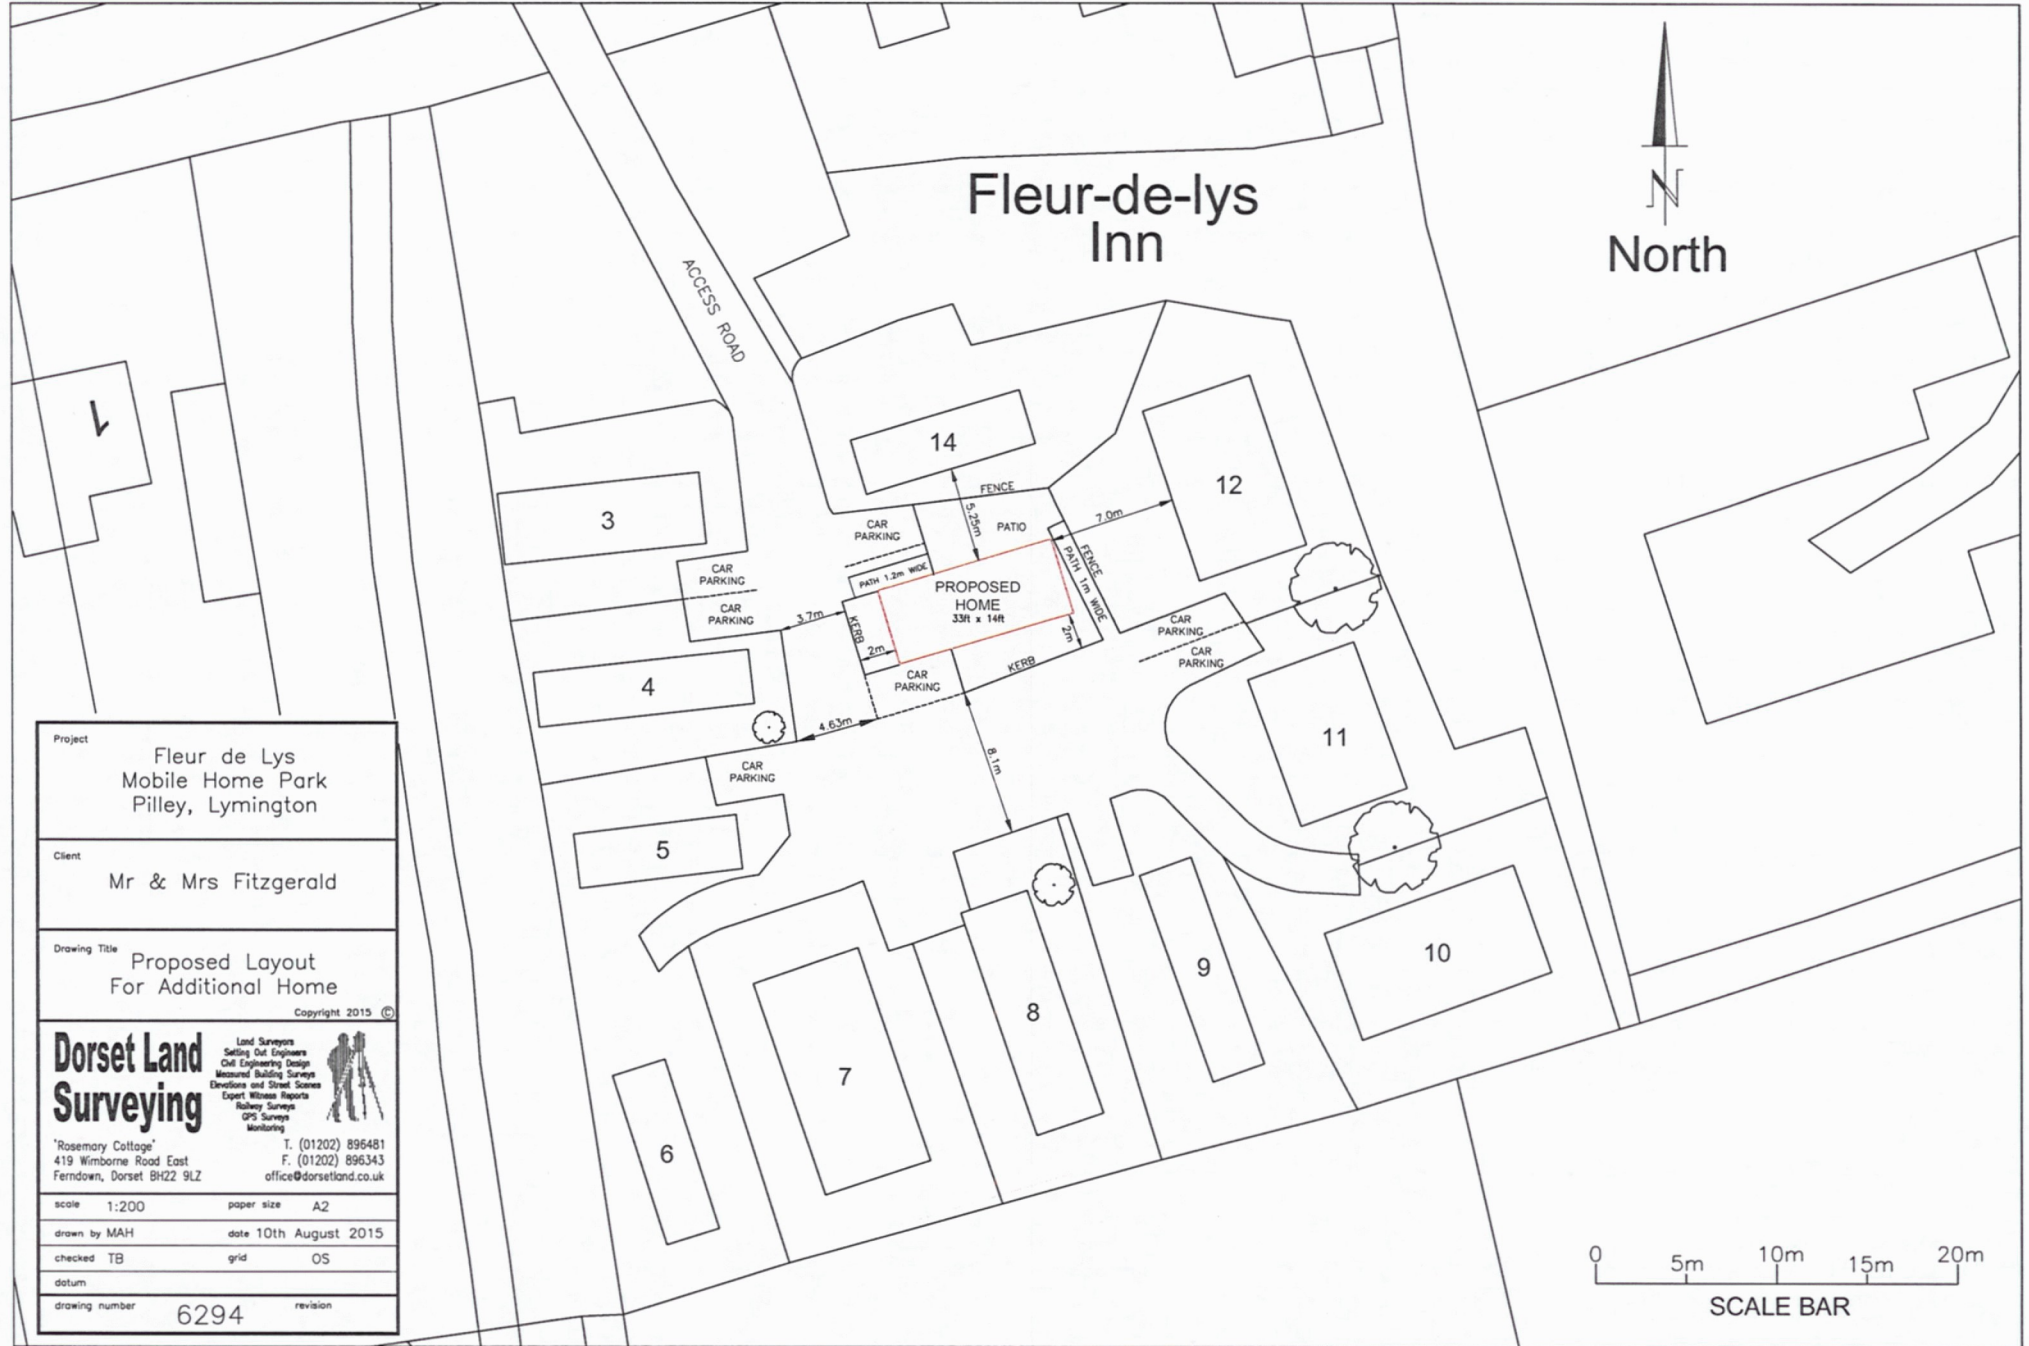 Fleur-de-lys
Inn
North
N
ACCESS ROAD
1
14
3
12
FENCE
5.25m
PATIO
7.0m
CAR
PARKING
PATH 1.2m WIDE
FENCE
PATH 1m WIDE
CAR
PARKING
CAR
PARKING
3.7m
KERB
2m
PROPOSED
HOME
33ft x 14ft
2m
KERB
CAR
PARKING
CAR
PARKING
CAR
PARKING
4
4.63m
8.1m
11
CAR
PARKING
5
10
9
8
7
6
Project
Fleur de Lys
Mobile Home Park
Pilley, Lymington
Client
Mr & Mrs Fitzgerald
Drawing Title
Proposed Layout
For Additional Home
Copyright 2015 ©
Dorset Land
Surveying
Land Surveyors
Setting Out Engineers
Civil Engineering Design
Measured Building Surveys
Elevations and Street Scenes
Expert Witness Reports
Railway Surveys
GPS Surveys
Monitoring
'Rosemary Cottage'
419 Wimborne Road East
Ferndown, Dorset BH22 9LZ
T. (01202) 896481
F. (01202) 896343
office@dorsetland.co.uk
scale 1:200 paper size A2
drawn by MAH date 10th August 2015
checked TB grid OS
datum
drawing number 6294 revision
0 5m 10m 15m 20m
SCALE BAR